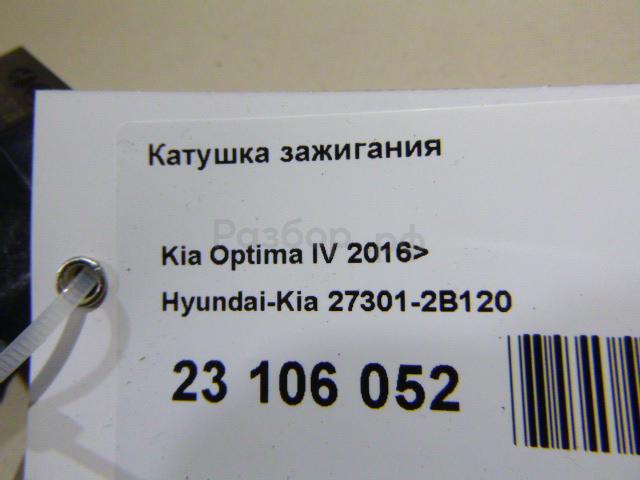 Катушка зажигания
Разбор.рф
Kia Optima IV 2016>
Hyundai-Kia 27301-2B120
23 106 052